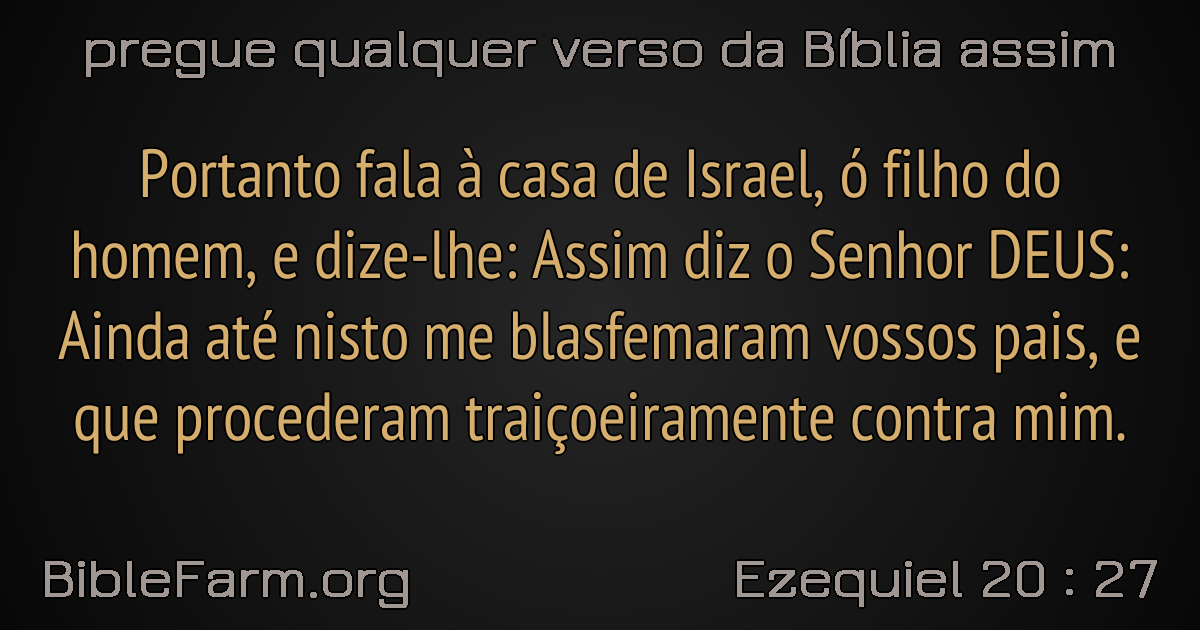 pregue qualquer verso da Bíblia assim
Portanto fala à casa de Israel, ó filho do
homem, e dize-lhe: Assim diz o Senhor DEUS:
Ainda até nisto me blasfemaram vossos pais, e
que procederam traiçoeiramente contra mim.
BibleFarm.org
Ezequiel 20 : 27